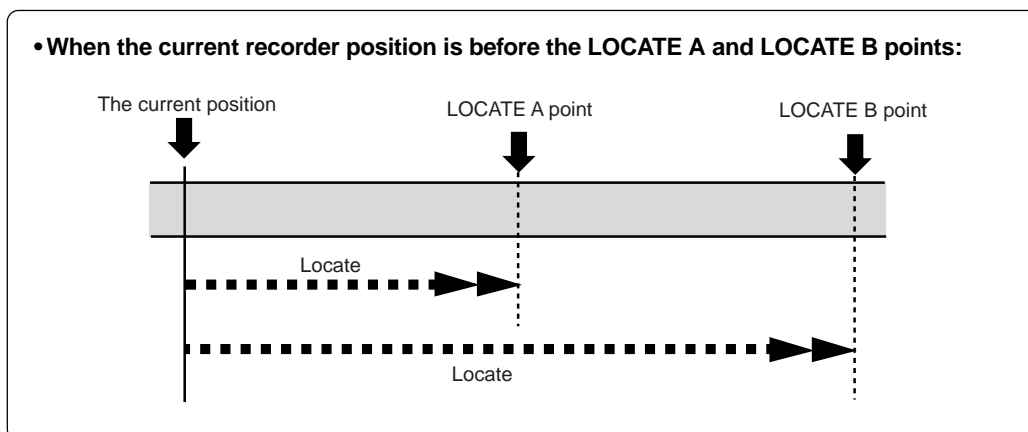 • When the current recorder position is before the LOCATE A and LOCATE B points:
The current position
LOCATE A point
LOCATE B point
Locate
Locate